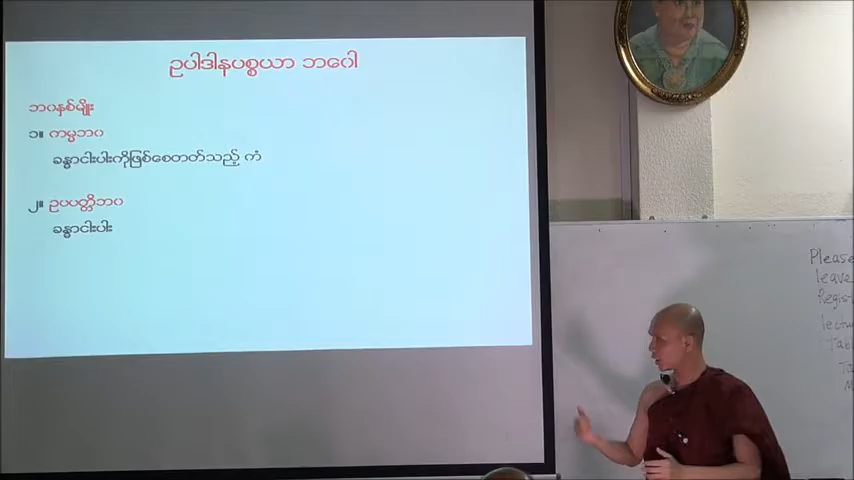 ဥပါဒါနပစ္စယာ ဘဝေါ
ဘဝနှစ်မျိုး
၁။ ကမ္မဘဝ
ခန္ဓာငါးပါးကိုဖြစ်စေတတ်သည့် ကံ
၂။ ဥပပတ္တိဘဝ
ခန္ဓာငါးပါး
Please
leave